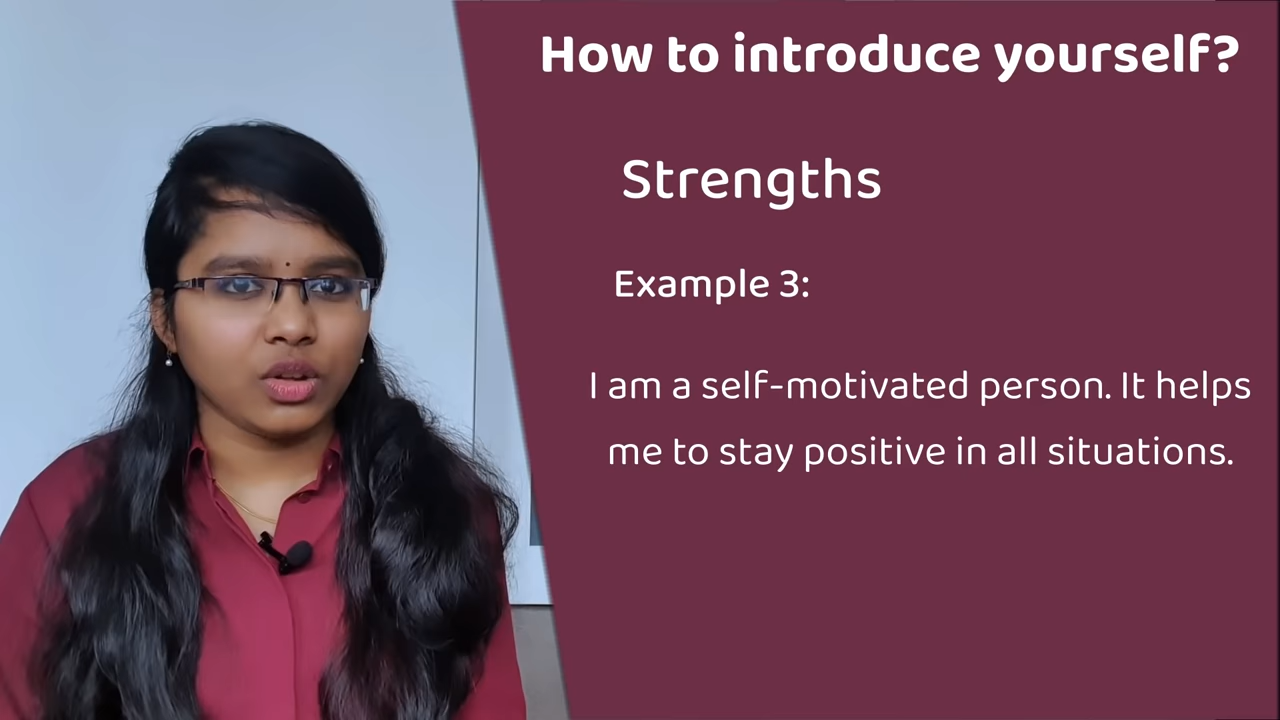 How to introduce yourself?
Strengths
Example 3:
I am a self-motivated person. It helps
me to stay positive in all situations.